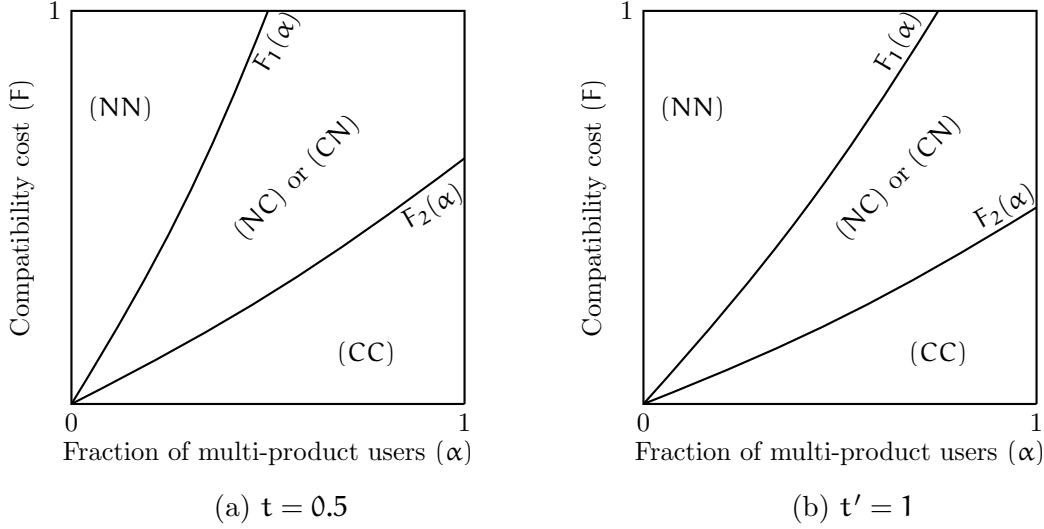 1
F₁(α)
(NN)
(NC) or (CN)
F₂(α)
(CC)
Compatibility cost (F)
0
1
Fraction of multi-product users (α)
(a) t = 0.5
1
F₁(α)
(NN)
(NC) or (CN)
F₂(α)
(CC)
Compatibility cost (F)
0
1
Fraction of multi-product users (α)
(b) t′ = 1